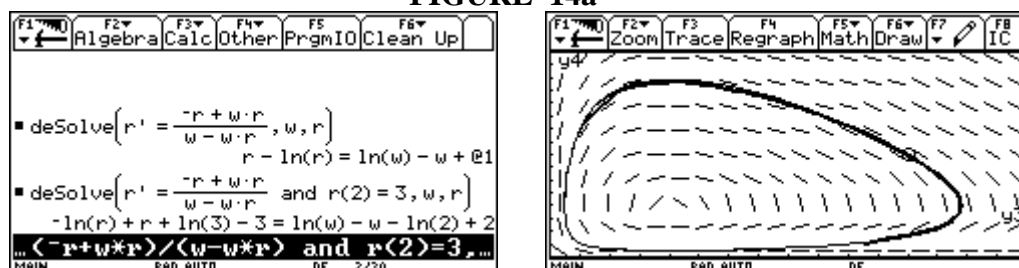 FIGURE 14a
F1 F2 F3 F4 F5 F6
Algebra Calc Other PrgmIO Clean Up
▪ deSolve(r' = (⁻r + w·r)/(w − w·r), w, r)
r − ln(r) = ln(w) − w + @1
▪ deSolve(r' = (⁻r + w·r)/(w − w·r) and r(2) = 3, w, r)
⁻ln(r) + r + ln(3) − 3 = ln(w) − w − ln(2) + 2
…(⁻r+w*r)/(w−w*r) and r(2)=3,…
MAIN RAD AUTO DE 2/30
F1 F2 F3 F4 F5 F6 F7 F8
Zoom Trace Regraph Math Draw IC
y4
y3
MAIN RAD AUTO DE